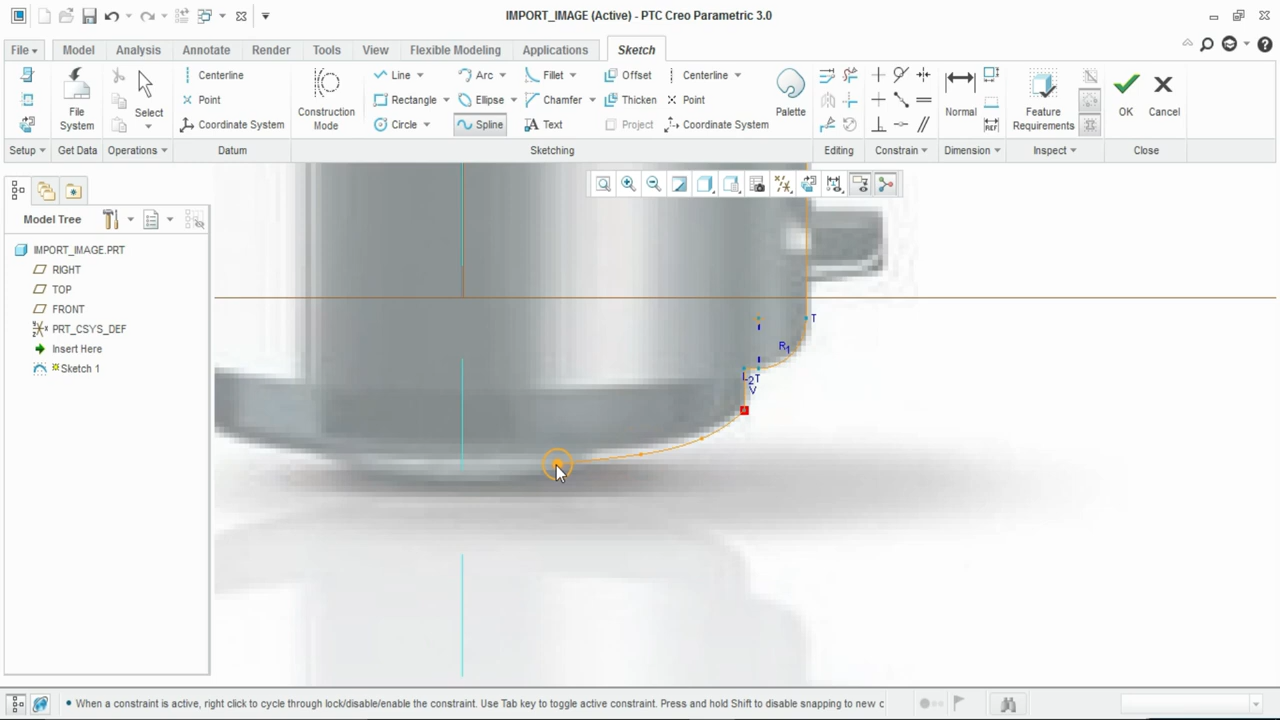 IMPORT_IMAGE (Active) - PTC Creo Parametric 3.0
File Model Analysis Annotate Render Tools View Flexible Modeling Applications Sketch
Centerline Line Arc Fillet Offset Centerline
Point Rectangle Ellipse Chamfer Thicken Point
Coordinate System Circle Spline Text Project Coordinate System
File System Select Construction Mode Palette Normal Feature Requirements OK Cancel
Setup Get Data Operations Datum Sketching Editing Constrain Dimension Inspect Close
REF
Model Tree
IMPORT_IMAGE.PRT
RIGHT
TOP
FRONT
PRT_CSYS_DEF
Insert Here
Sketch 1
T
R1
T
V
When a constraint is active, right click to cycle through lock/disable/enable the constraint. Use Tab key to toggle active constraint. Press and hold Shift to disable snapping to new c